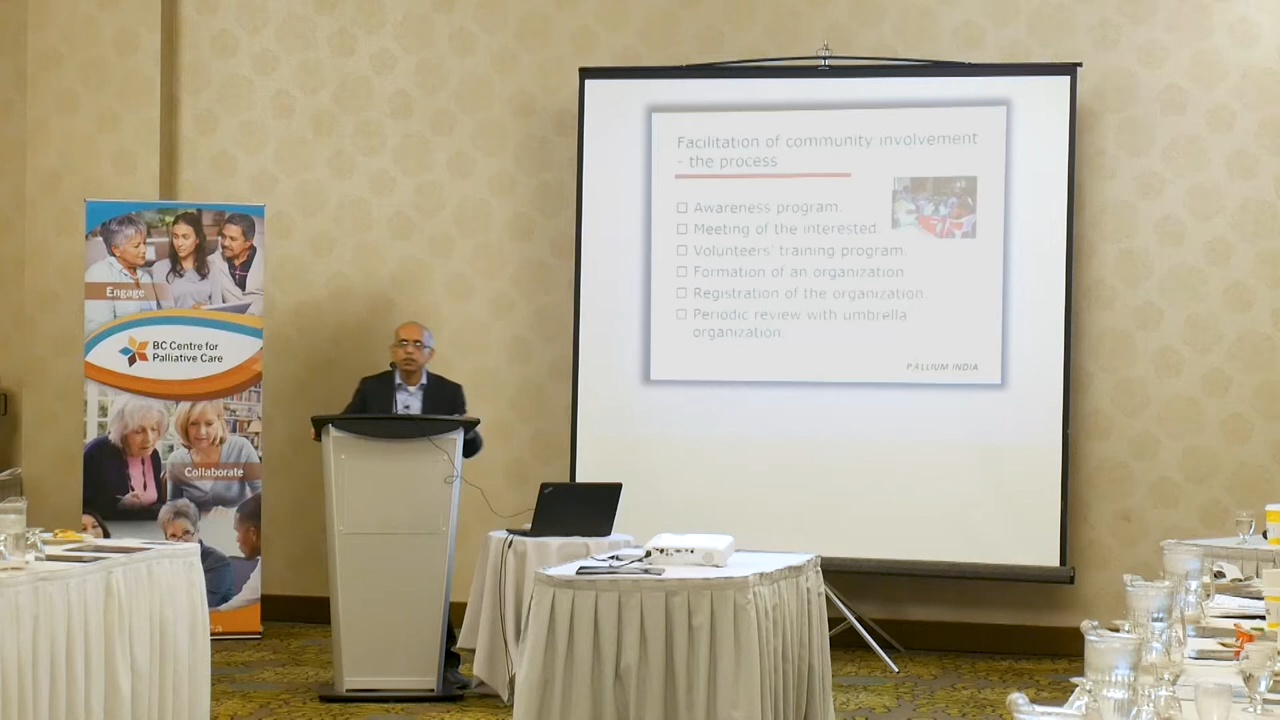 Engage
BC Centre for
Palliative Care
Collaborate
Facilitation of community involvement
- the process
Awareness program.
Meeting of the interested.
Volunteers' training program.
Formation of an organization
Registration of the organization.
Periodic review with umbrella
organization.
PALLIUM INDIA